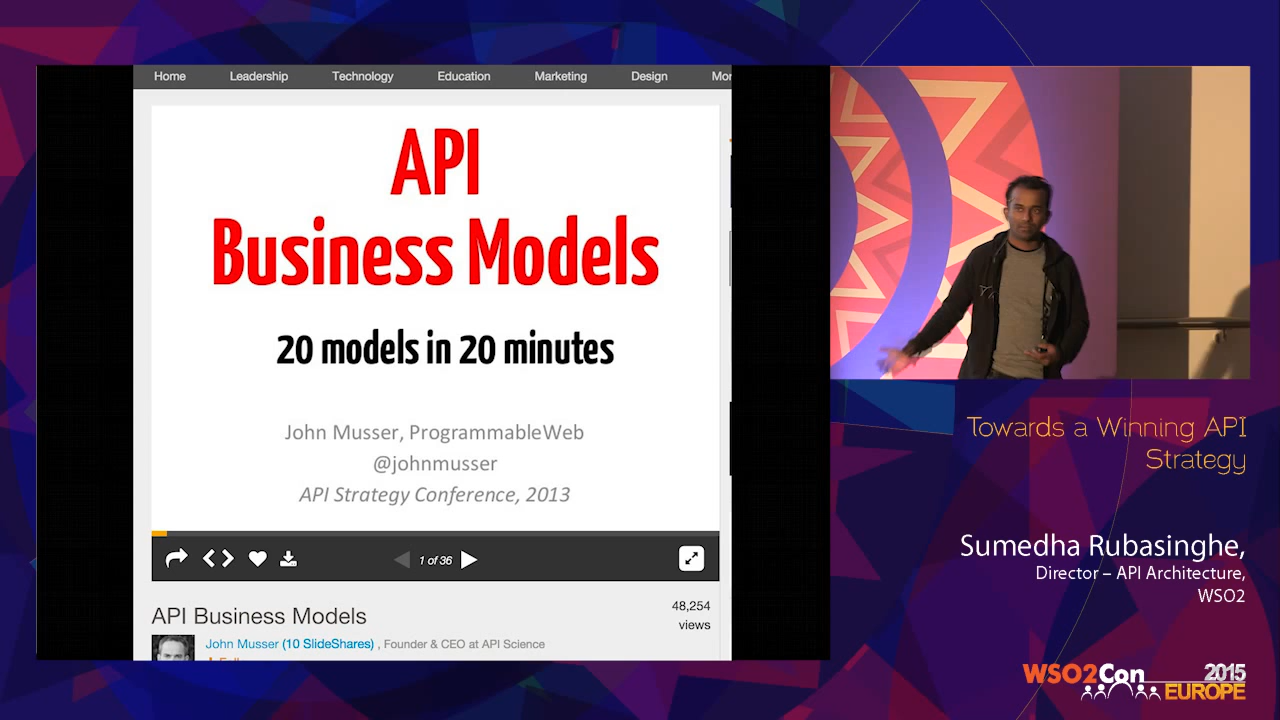 Home Leadership Technology Education Marketing Design
API
Business Models
20 models in 20 minutes
John Musser, ProgrammableWeb
@johnmusser
API Strategy Conference, 2013
1 of 36
API Business Models
48,254
views
John Musser (10 SlideShares) , Founder & CEO at API Science
Towards a Winning API
Strategy
Sumedha Rubasinghe,
Director – API Architecture,
WSO2
WSO2Con 2015
EUROPE